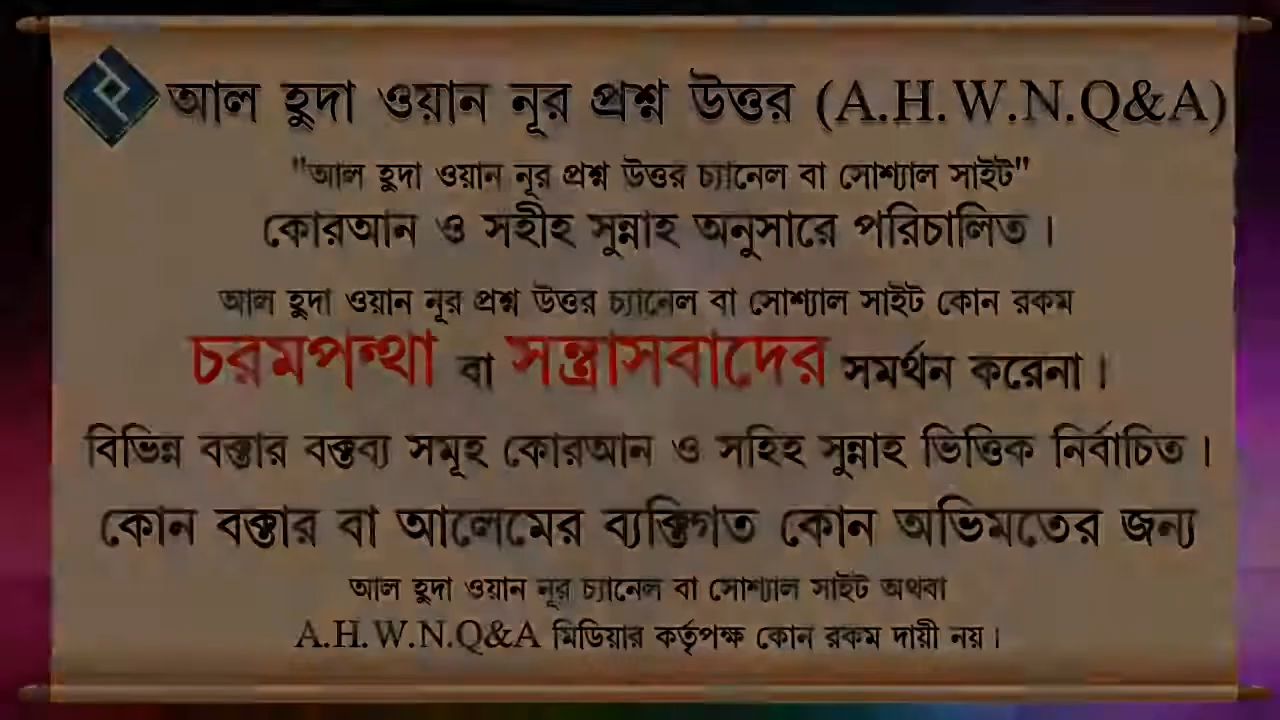 আল হুদা ওয়ান নূর প্রশ্ন উত্তর (A.H.W.N.Q&A)
"আল হুদা ওয়ান নূর প্রশ্ন উত্তর চ্যানেল বা সোশ্যাল সাইট"
কোরআন ও সহীহ সুন্নাহ অনুসারে পরিচালিত।
আল হুদা ওয়ান নূর প্রশ্ন উত্তর চ্যানেল বা সোশ্যাল সাইট কোন রকম
চরমপন্থা বা সন্ত্রাসবাদের সমর্থন করেনা।
বিভিন্ন বক্তার বক্তব্য সমূহ কোরআন ও সহিহ সুন্নাহ ভিত্তিক নির্বাচিত।
কোন বক্তার বা আলেমের ব্যক্তিগত কোন অভিমতের জন্য
আল হুদা ওয়ান নূর চ্যানেল বা সোশ্যাল সাইট অথবা
A.H.W.N.Q&A মিডিয়ার কর্তৃপক্ষ কোন রকম দায়ী নয়।